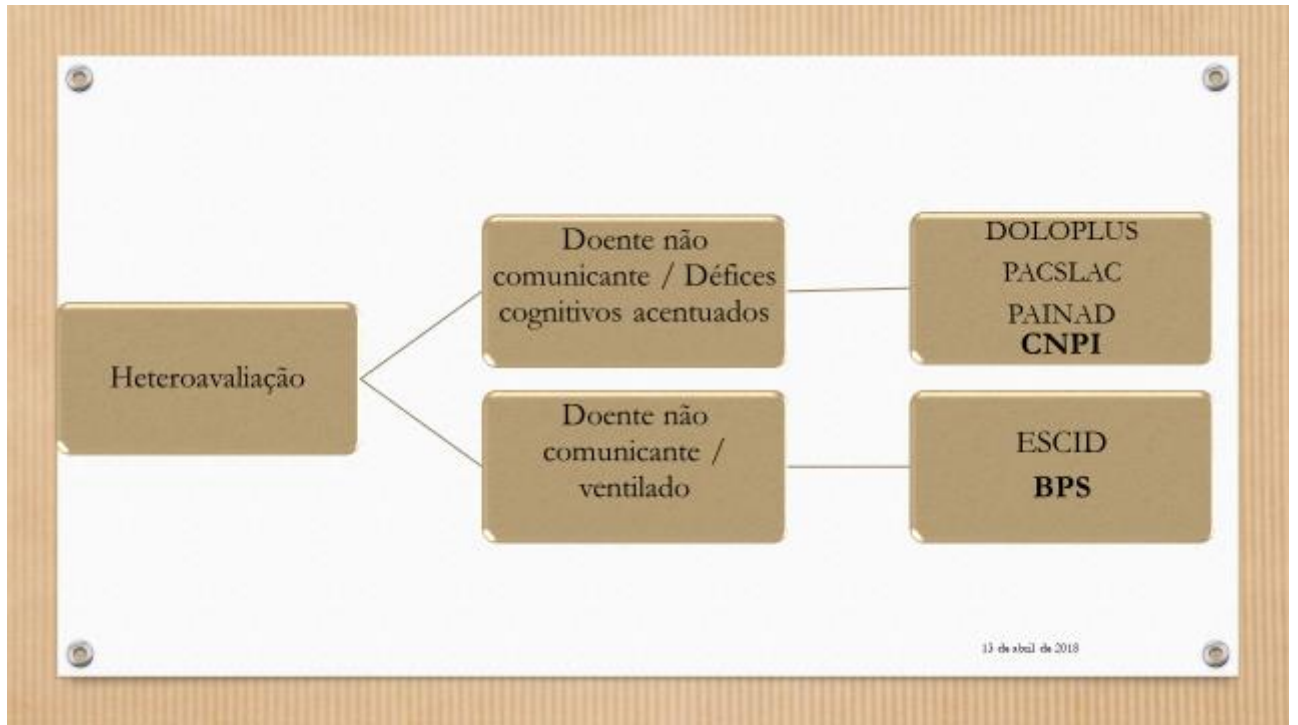 Heteroavaliação
Doente não
comunicante / Défices
cognitivos acentuados
DOLOPLUS
PACSLAC
PAINAD
CNPI
Doente não
comunicante /
ventilado
ESCID
BPS
13 de abril de 2018